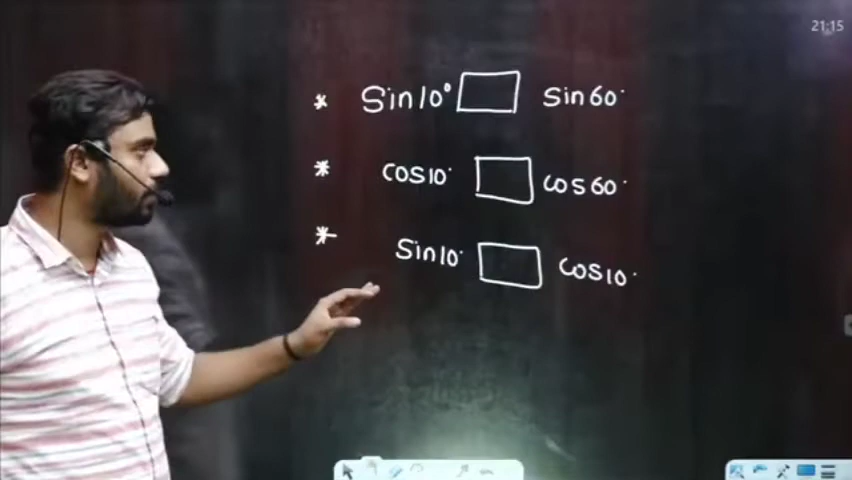 21:15
* Sin10° □ Sin60°
* cos10° □ cos60°
* Sin10° □ cos10°